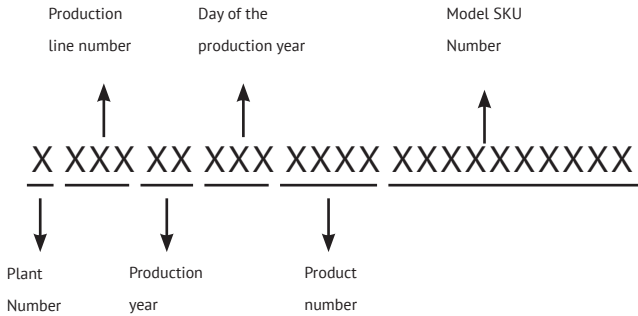 Production
line number
Day of the
production year
Model SKU
Number
X XXX XX XXX XXXX XXXXXXXXXX
Plant
Number
Production
year
Product
number